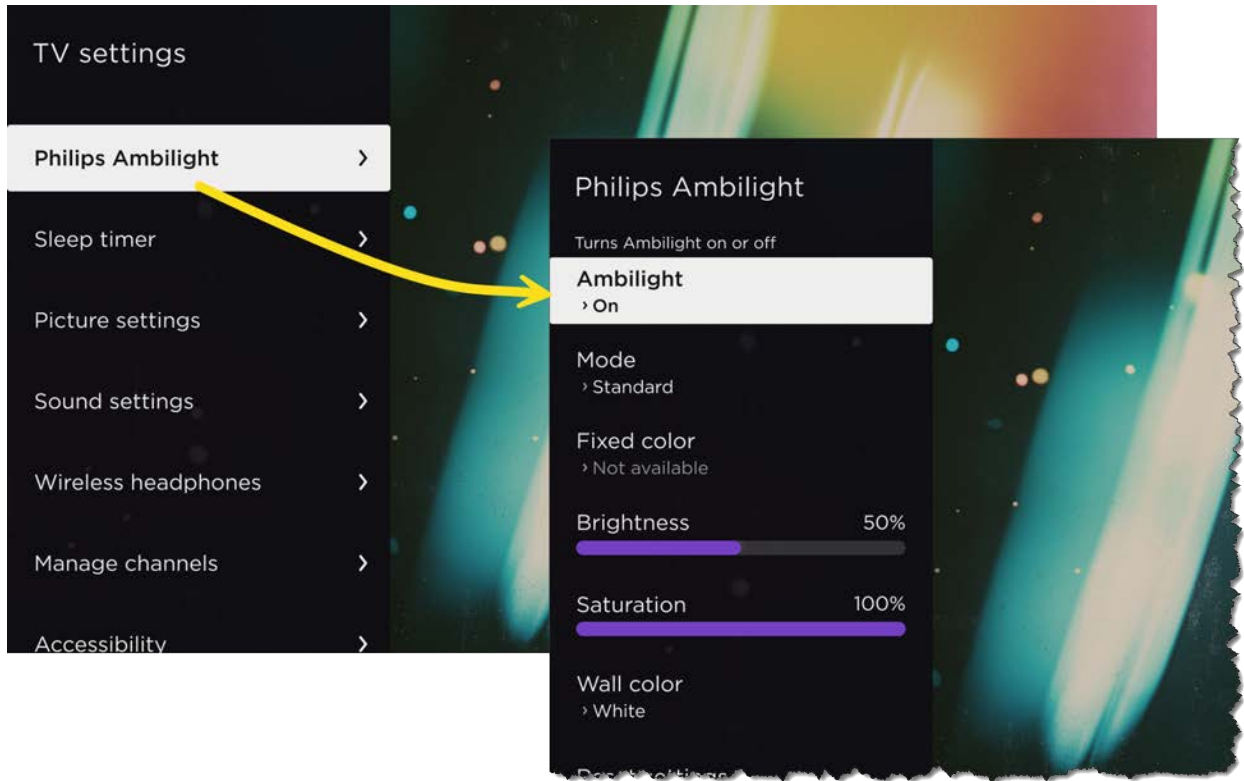 TV settings
Philips Ambilight
Sleep timer
Picture settings
Sound settings
Wireless headphones
Manage channels
Accessibility
Philips Ambilight
Turns Ambilight on or off
Ambilight
› On
Mode
› Standard
Fixed color
› Not available
Brightness 50%
Saturation 100%
Wall color
› White